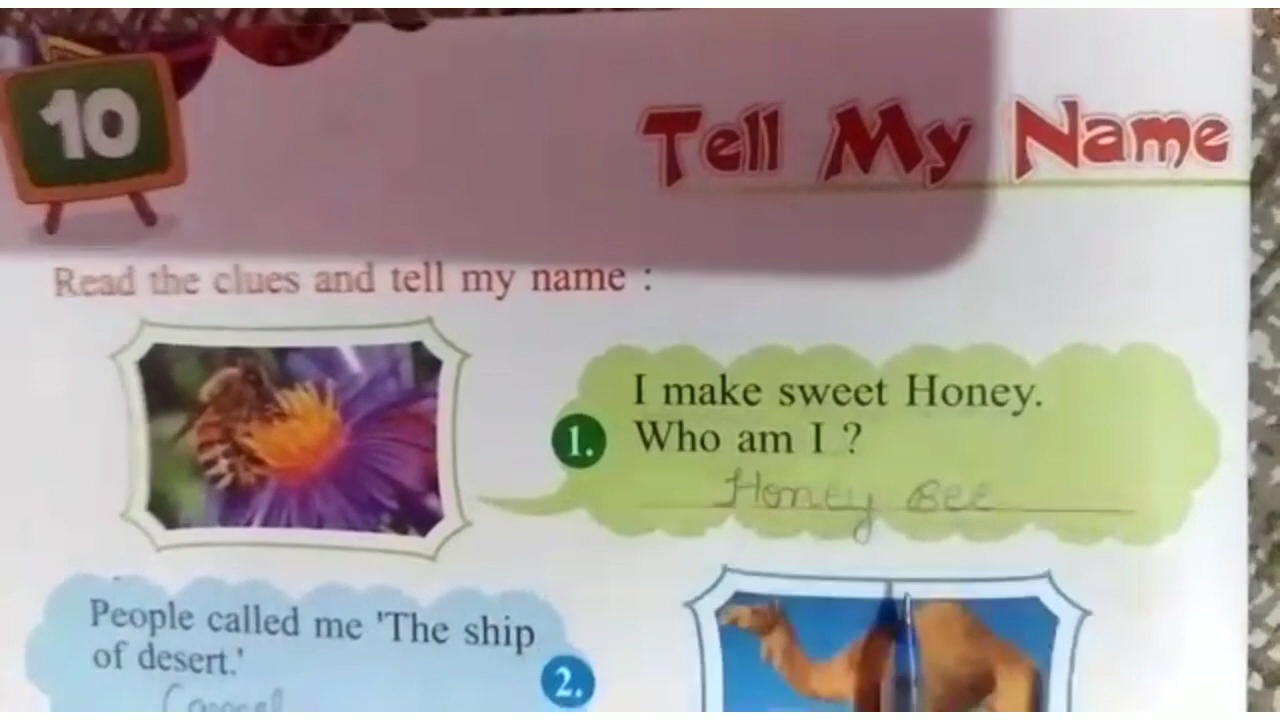 10
Tell My Name
Read the clues and tell my name :
1.
I make sweet Honey.
Who am I ?
Honey Bee
People called me 'The ship
of desert.'
2.